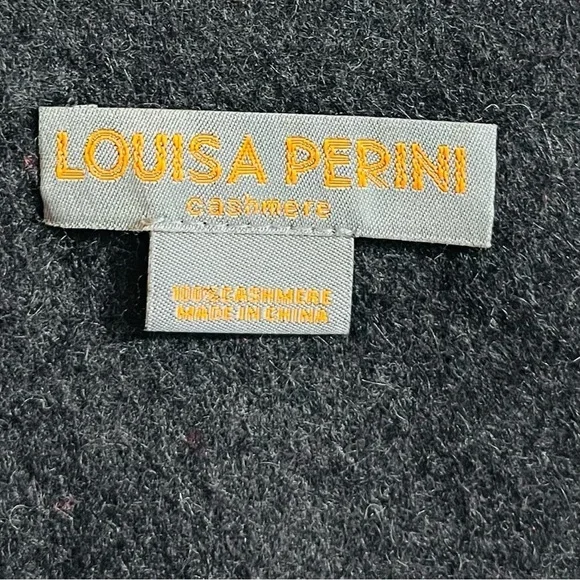 LOUISA PERINI
cashmere
100% CASHMERE
MADE IN CHINA